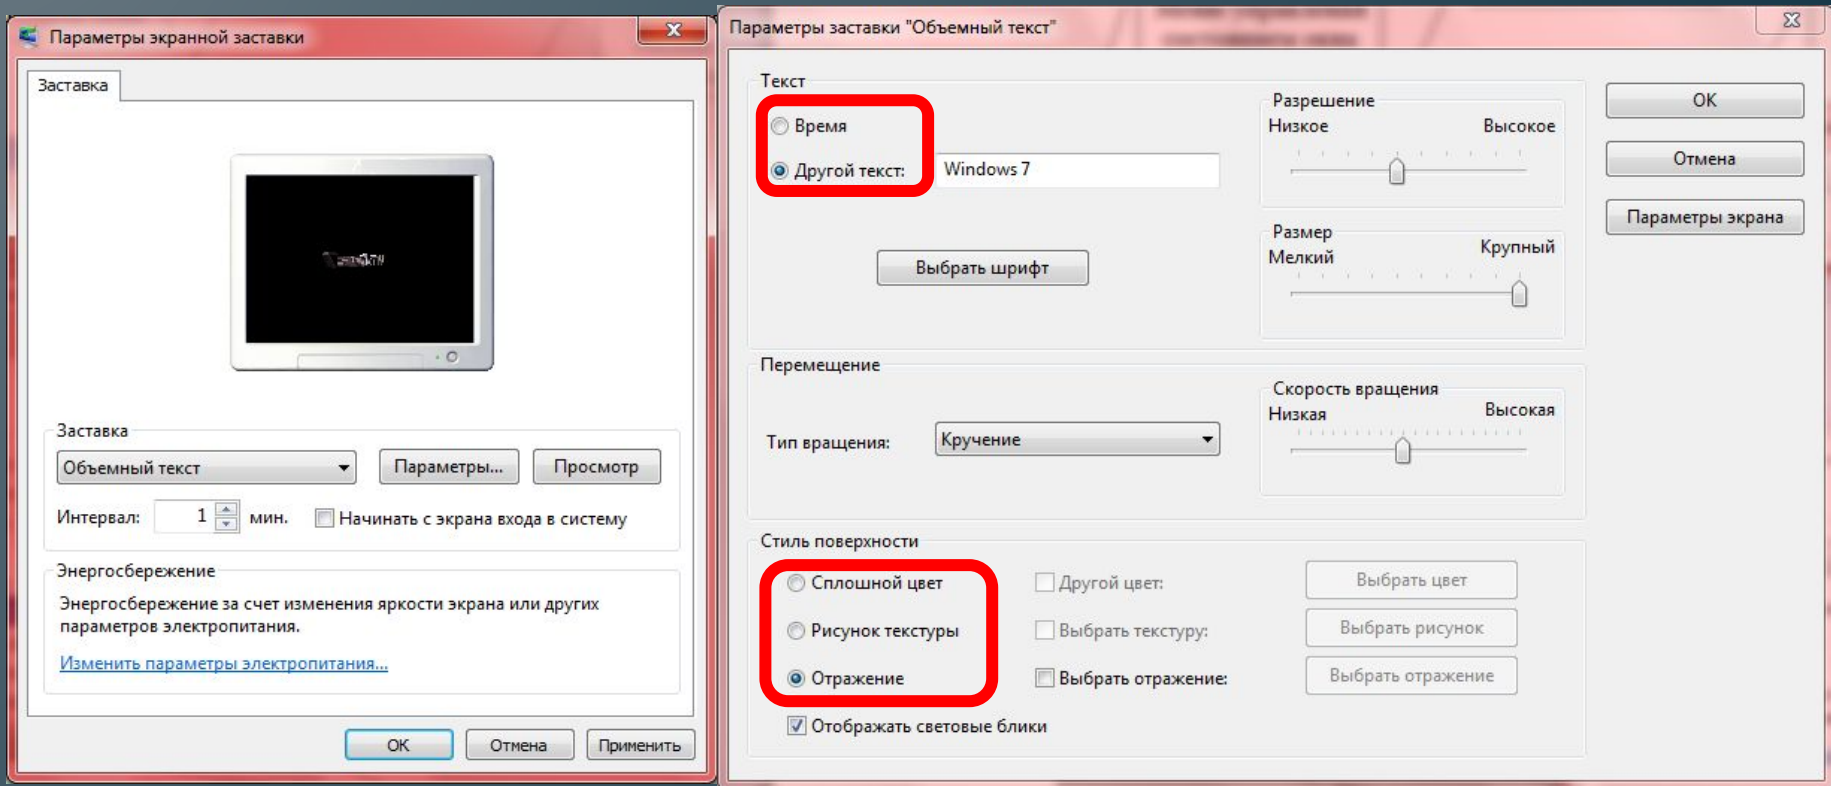 Параметры экранной заставки
Заставка
Заставка
Объемный текст
Параметры...
Просмотр
Интервал:
1
мин.
Начинать с экрана входа в систему
Энергосбережение
Энергосбережение за счет изменения яркости экрана или других
параметров электропитания.
Изменить параметры электропитания...
ОК
Отмена
Применить
Параметры заставки "Объемный текст"
Текст
Время
Другой текст:
Windows 7
Выбрать шрифт
Разрешение
Низкое
Высокое
Размер
Мелкий
Крупный
ОК
Отмена
Параметры экрана
Перемещение
Тип вращения:
Кручение
Скорость вращения
Низкая
Высокая
Стиль поверхности
Сплошной цвет
Другой цвет:
Выбрать цвет
Рисунок текстуры
Выбрать текстуру:
Выбрать рисунок
Отражение
Выбрать отражение:
Выбрать отражение
Отображать световые блики